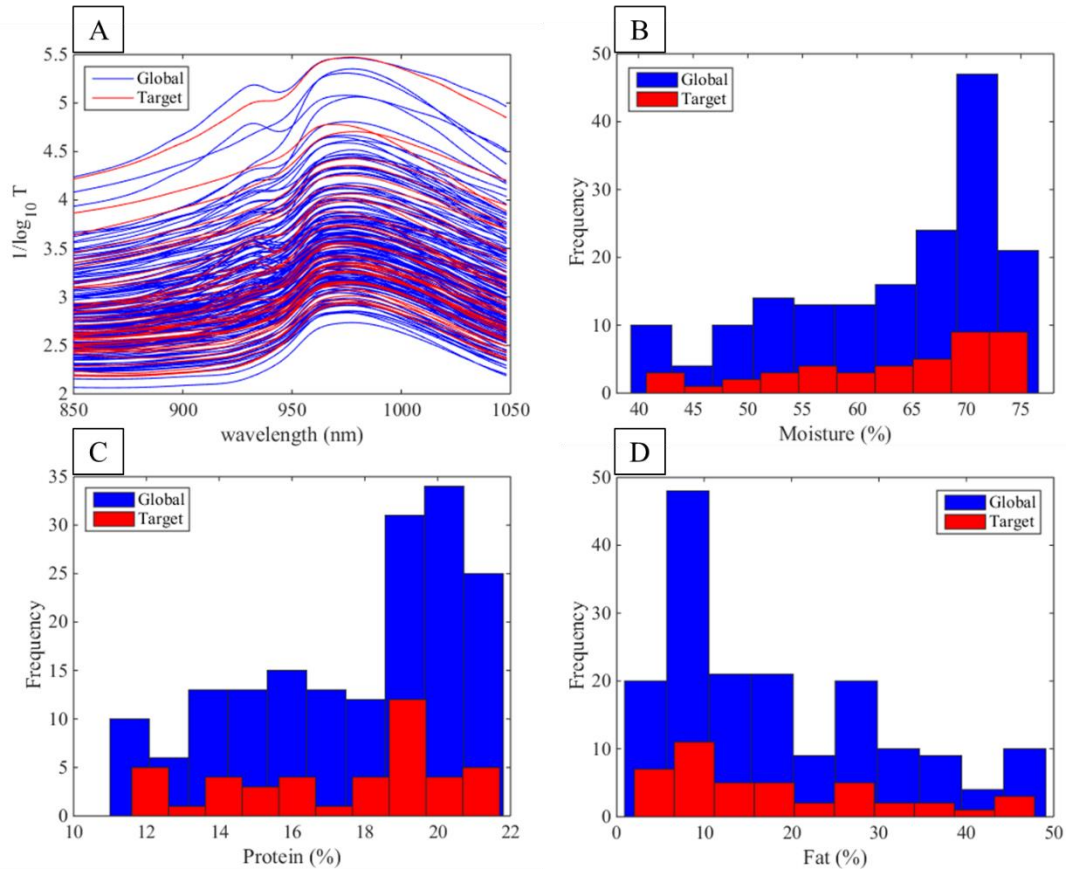 A
5.5
5
4.5
4
3.5
3
2.5
2
1/log10 T
Global
Target
850
900
950
1000
1050
wavelength (nm)
B
50
40
30
20
10
0
Frequency
Global
Target
40
45
50
55
60
65
70
75
Moisture (%)
C
35
30
25
20
15
10
5
0
Frequency
Global
Target
10
12
14
16
18
20
22
Protein (%)
D
50
40
30
20
10
0
Frequency
Global
Target
0
10
20
30
40
50
Fat (%)